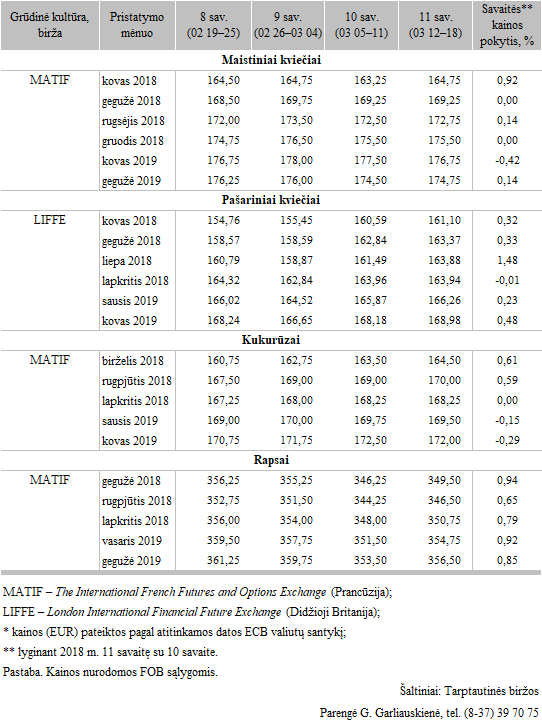 Grūdinė kultūra, birža Pristatymo mėnuo 8 sav. (02 19–25) 9 sav. (02 26–03 04) 10 sav. (03 05–11) 11 sav. (03 12–18) Savaitės** kainos pokytis, %
Maistiniai kviečiai
MATIF kovas 2018 164,50 164,75 163,25 164,75 0,92
gegužė 2018 168,50 169,75 169,25 169,25 0,00
rugsėjis 2018 172,00 173,50 172,50 172,75 0,14
gruodis 2018 174,75 176,50 175,50 175,50 0,00
kovas 2019 176,75 178,00 177,50 176,75 -0,42
gegužė 2019 176,25 176,00 174,50 174,75 0,14
Pašariniai kviečiai
LIFFE kovas 2018 154,76 155,45 160,59 161,10 0,32
gegužė 2018 158,57 158,59 162,84 163,37 0,33
liepa 2018 160,79 158,87 161,49 163,88 1,48
lapkritis 2018 164,32 162,84 163,96 163,94 -0,01
sausis 2019 166,02 164,52 165,87 166,26 0,23
kovas 2019 168,24 166,65 168,18 168,98 0,48
Kukurūzai
MATIF birželis 2018 160,75 162,75 163,50 164,50 0,61
rugpjūtis 2018 167,50 169,00 169,00 170,00 0,59
lapkritis 2018 167,25 168,00 168,25 168,25 0,00
sausis 2019 169,00 170,00 169,75 169,50 -0,15
kovas 2019 170,75 171,75 172,50 172,00 -0,29
Rapsai
MATIF gegužė 2018 356,25 355,25 346,25 349,50 0,94
rugpjūtis 2018 352,75 351,50 344,25 346,50 0,65
lapkritis 2018 356,00 354,00 348,00 350,75 0,79
vasaris 2019 359,50 357,75 351,50 354,75 0,92
gegužė 2019 361,25 359,75 353,50 356,50 0,85
MATIF – The International French Futures and Options Exchange (Prancūzija);
LIFFE – London International Financial Future Exchange (Didžioji Britanija);
* kainos (EUR) pateiktos pagal atitinkamos datos ECB valiutų santykį;
** lyginant 2018 m. 11 savaitę su 10 savaite.
Pastaba. Kainos nurodomos FOB sąlygomis.
Šaltiniai: Tarptautinės biržos
Parengė G. Garliauskienė, tel. (8-37) 39 70 75